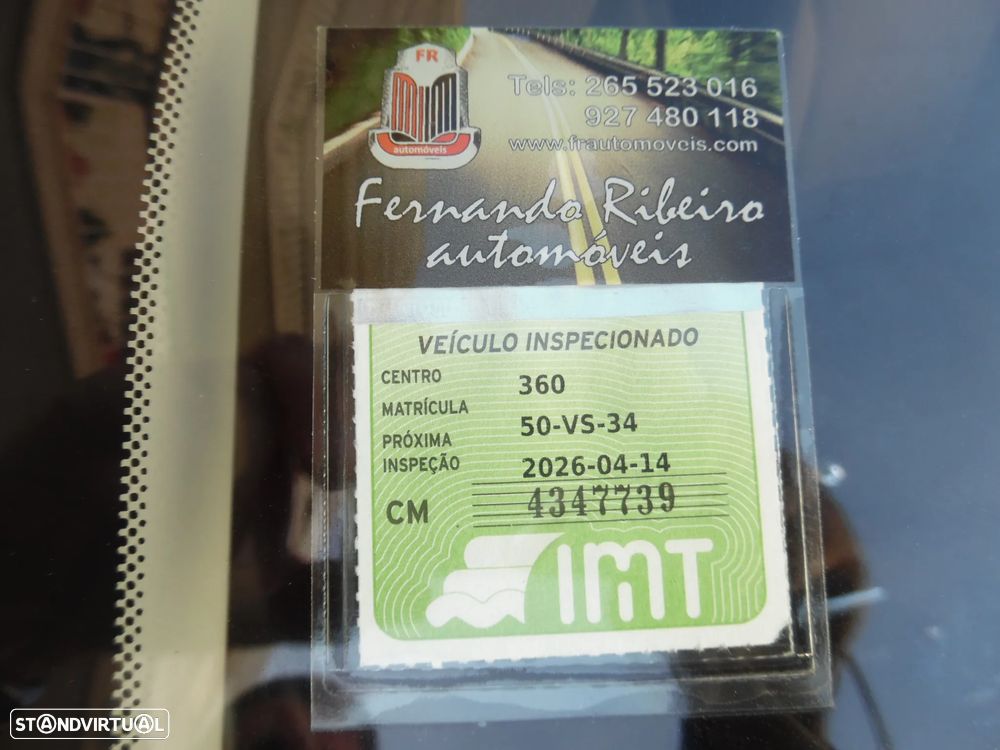 FR
automóveis
Tels: 265 523 016
927 480 118
www.frautomoveis.com
Fernando Ribeiro
automóveis
VEÍCULO INSPECIONADO
CENTRO 360
MATRÍCULA 50-VS-34
PRÓXIMA
INSPEÇÃO 2026-04-14
CM 4347739
IMT
STANDVIRTUAL